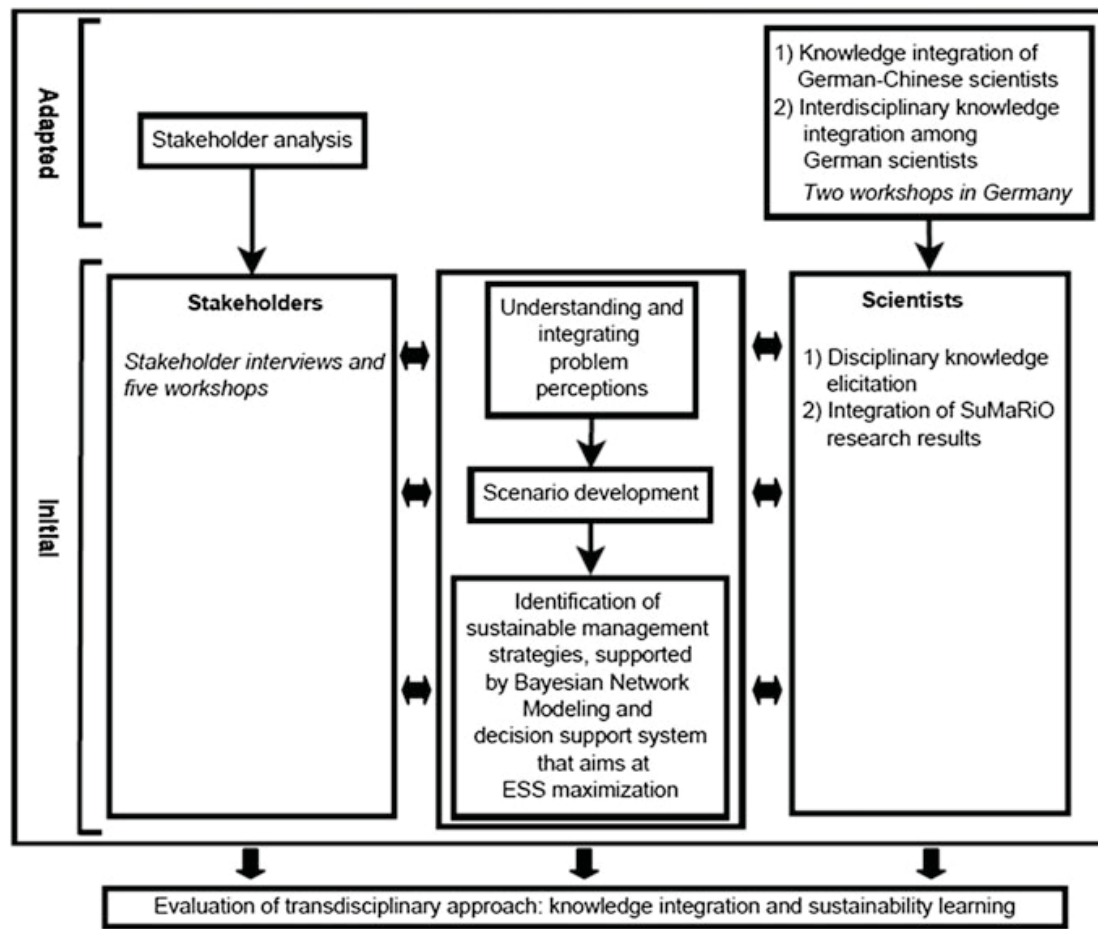 Adapted
Stakeholder analysis
1) Knowledge integration of
German-Chinese scientists
2) Interdisciplinary knowledge
integration among
German scientists
Two workshops in Germany
Initial
Stakeholders
Stakeholder interviews and
five workshops
Understanding and
integrating
problem
perceptions
Scenario development
Identification of
sustainable management
strategies, supported
by Bayesian Network
Modeling and
decision support system
that aims at
ESS maximization
Scientists
1) Disciplinary knowledge
elicitation
2) Integration of SuMaRiO
research results
Evaluation of transdisciplinary approach: knowledge integration and sustainability learning